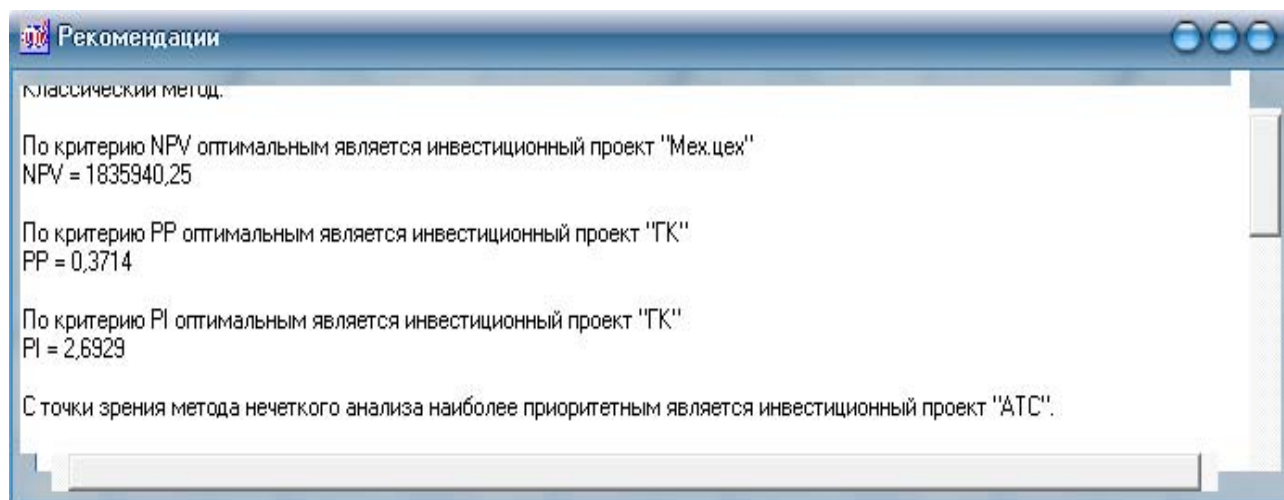 Рекомендации
Классический метод:
По критерию NPV оптимальным является инвестиционный проект "Мех.цех"
NPV = 1835940,25
По критерию PP оптимальным является инвестиционный проект "ГК"
PP = 0,3714
По критерию PI оптимальным является инвестиционный проект "ГК"
PI = 2,6929
С точки зрения метода нечеткого анализа наиболее приоритетным является инвестиционный проект "АТС".